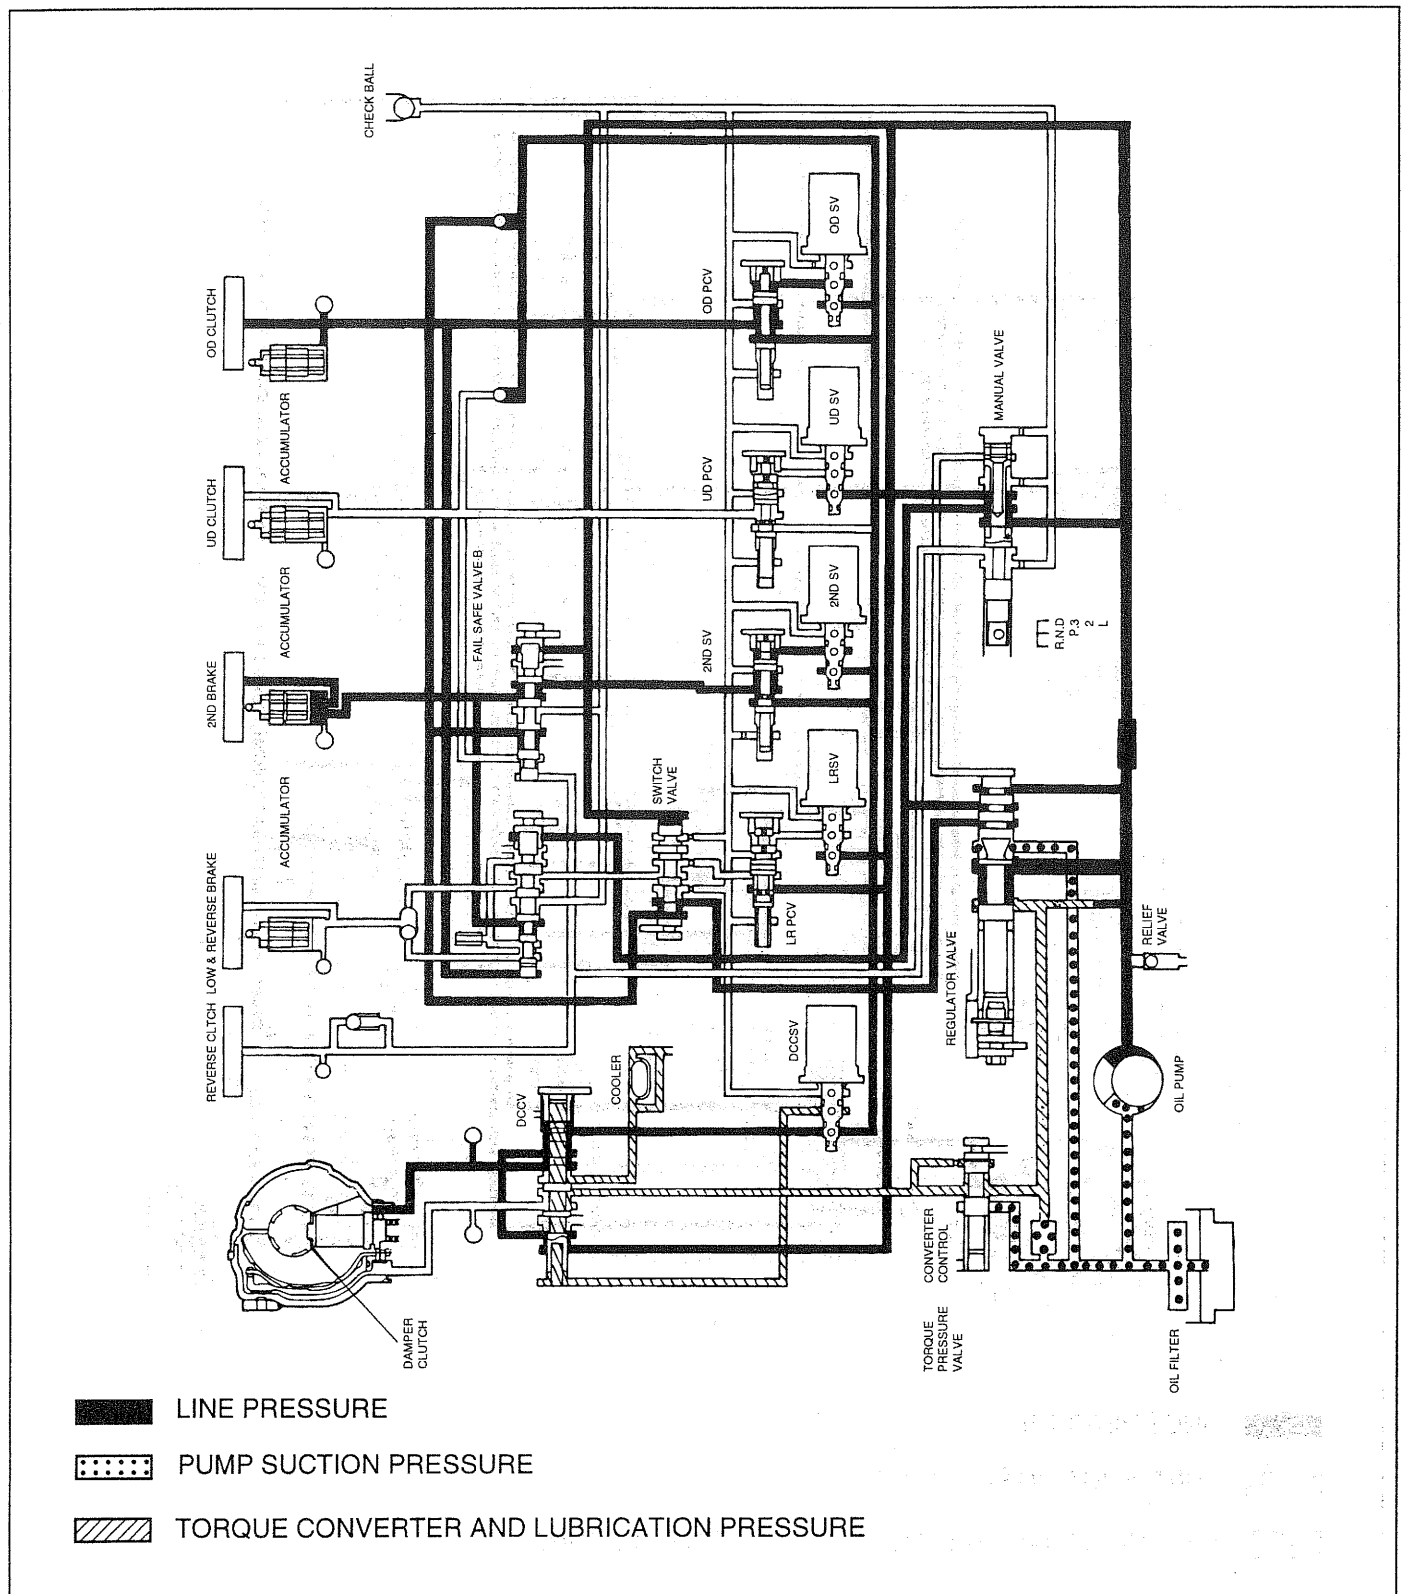 CHECK BALL
OD CLUTCH
ACCUMULATOR
UD CLUTCH
ACCUMULATOR
2ND BRAKE
ACCUMULATOR
LOW & REVERSE BRAKE
REVERSE CLTCH
FAIL SAFE VALVE-B
SWITCH
VALVE
OD PCV
UD PCV
2ND SV
LR PCV
OD SV
UD SV
2ND SV
LRSV
DCCSV
DCCV
COOLER
MANUAL VALVE
R.N.D
P.3
2
L
REGULATOR VALVE
RELIEF
VALVE
OIL PUMP
CONVERTER
CONTROL
TORQUE
PRESSURE
VALVE
OIL FILTER
DAMPER
CLUTCH
LINE PRESSURE
PUMP SUCTION PRESSURE
TORQUE CONVERTER AND LUBRICATION PRESSURE